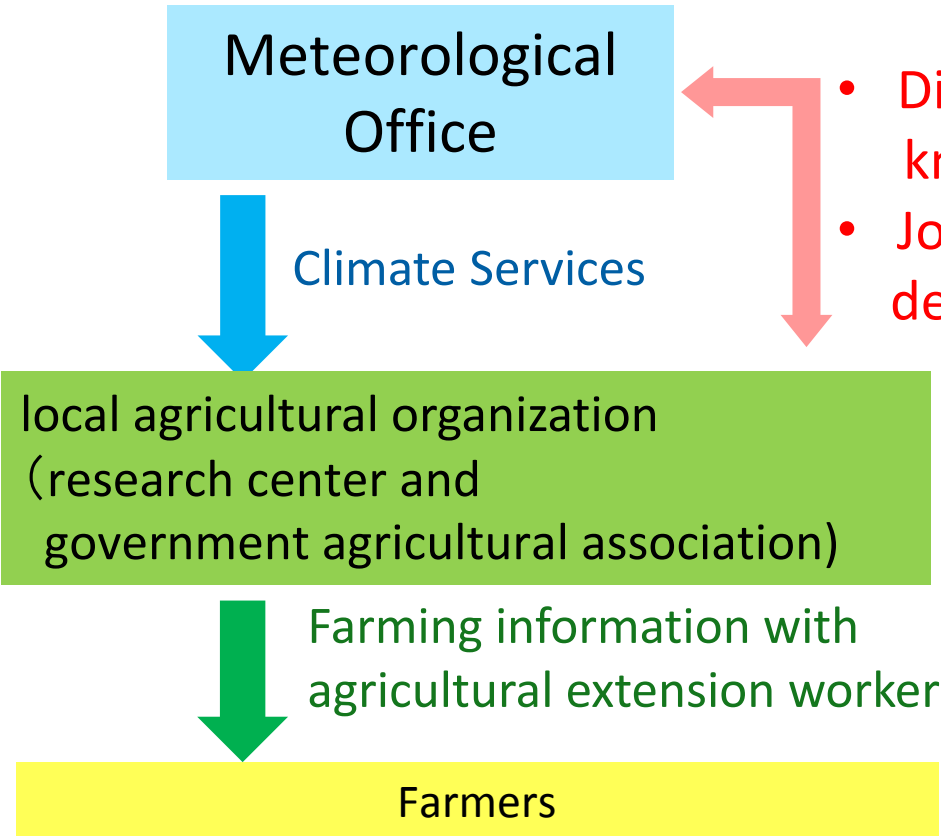 Meteorological
Office
Climate Services
local agricultural organization
（research center and
government agricultural association)
Farming information with
agricultural extension worker
Farmers